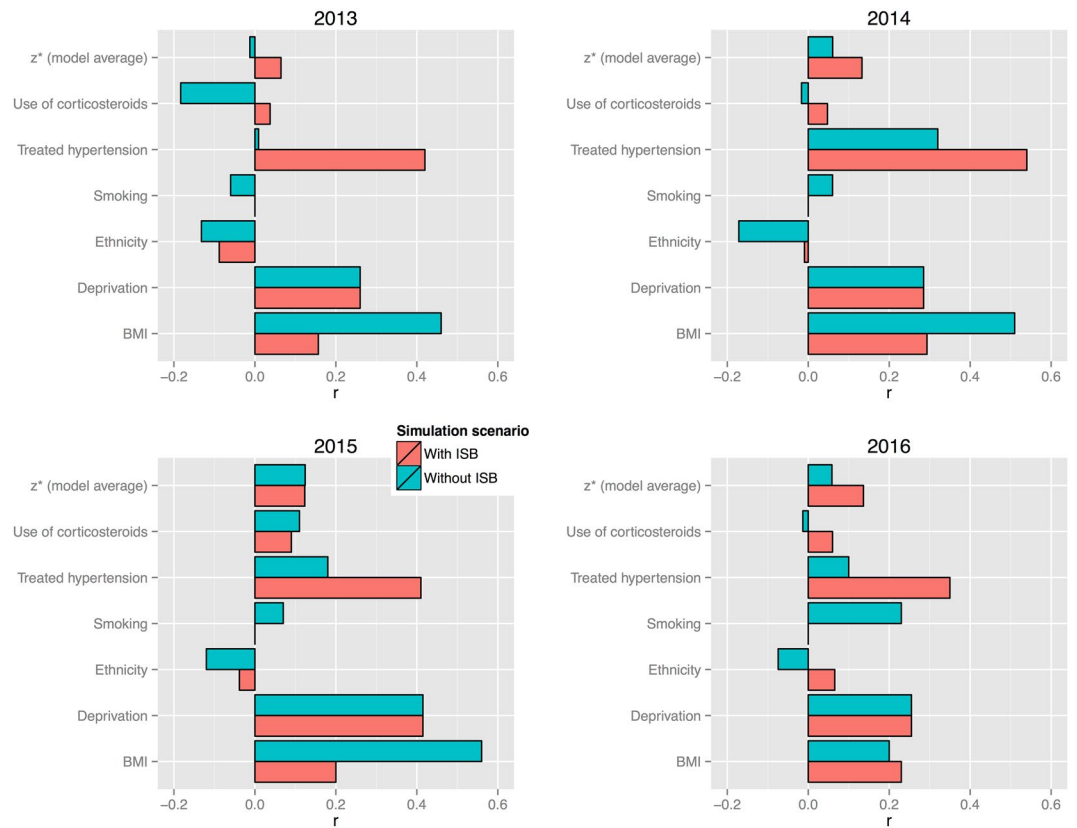 2013
z* (model average)
Use of corticosteroids
Treated hypertension
Smoking
Ethnicity
Deprivation
BMI
−0.2 0.0 0.2 0.4 0.6
r
2014
z* (model average)
Use of corticosteroids
Treated hypertension
Smoking
Ethnicity
Deprivation
BMI
−0.2 0.0 0.2 0.4 0.6
r
Simulation scenario
With ISB
Without ISB
2015
z* (model average)
Use of corticosteroids
Treated hypertension
Smoking
Ethnicity
Deprivation
BMI
−0.2 0.0 0.2 0.4 0.6
r
2016
z* (model average)
Use of corticosteroids
Treated hypertension
Smoking
Ethnicity
Deprivation
BMI
−0.2 0.0 0.2 0.4 0.6
r